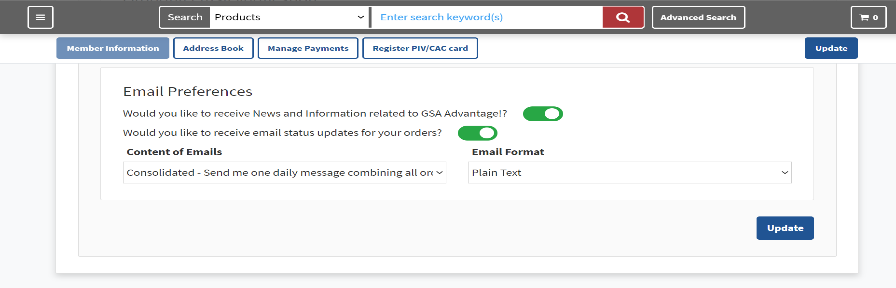 Search Products Enter search keyword(s) Advanced Search 0
Member Information Address Book Manage Payments Register PIV/CAC card Update
Email Preferences
Would you like to receive News and Information related to GSA Advantage!?
Would you like to receive email status updates for your orders?
Content of Emails Email Format
Consolidated - Send me one daily message combining all or Plain Text
Update